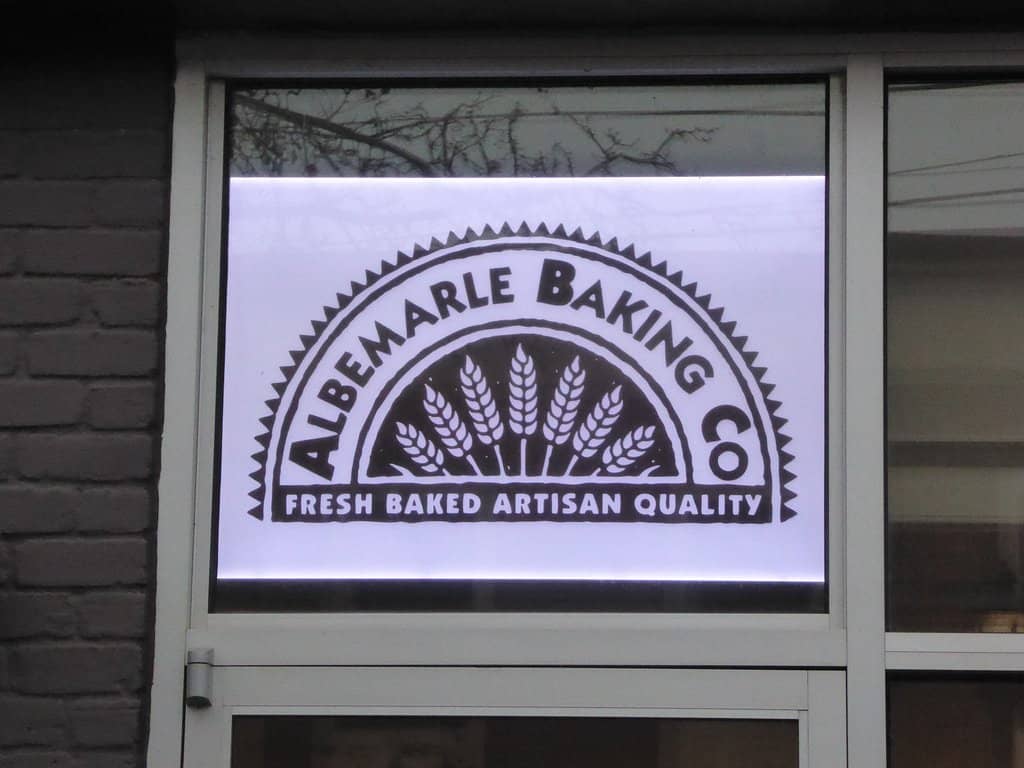 ALBEMARLE BAKING CO
FRESH BAKED ARTISAN QUALITY